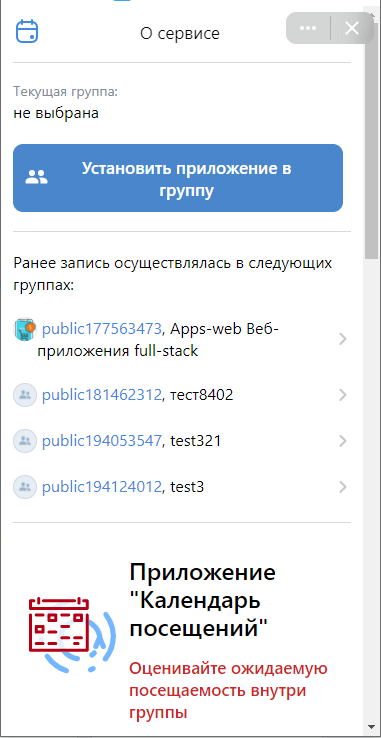 О сервисе
Текущая группа:
не выбрана
Установить приложение в
группу
Ранее запись осуществлялась в следующих
группах:
public177563473, Apps-web Веб-
приложения full-stack
public181462312, тест8402
public194053547, test321
public194124012, test3
Приложение
"Календарь
посещений"
Оценивайте ожидаемую
посещаемость внутри
группы